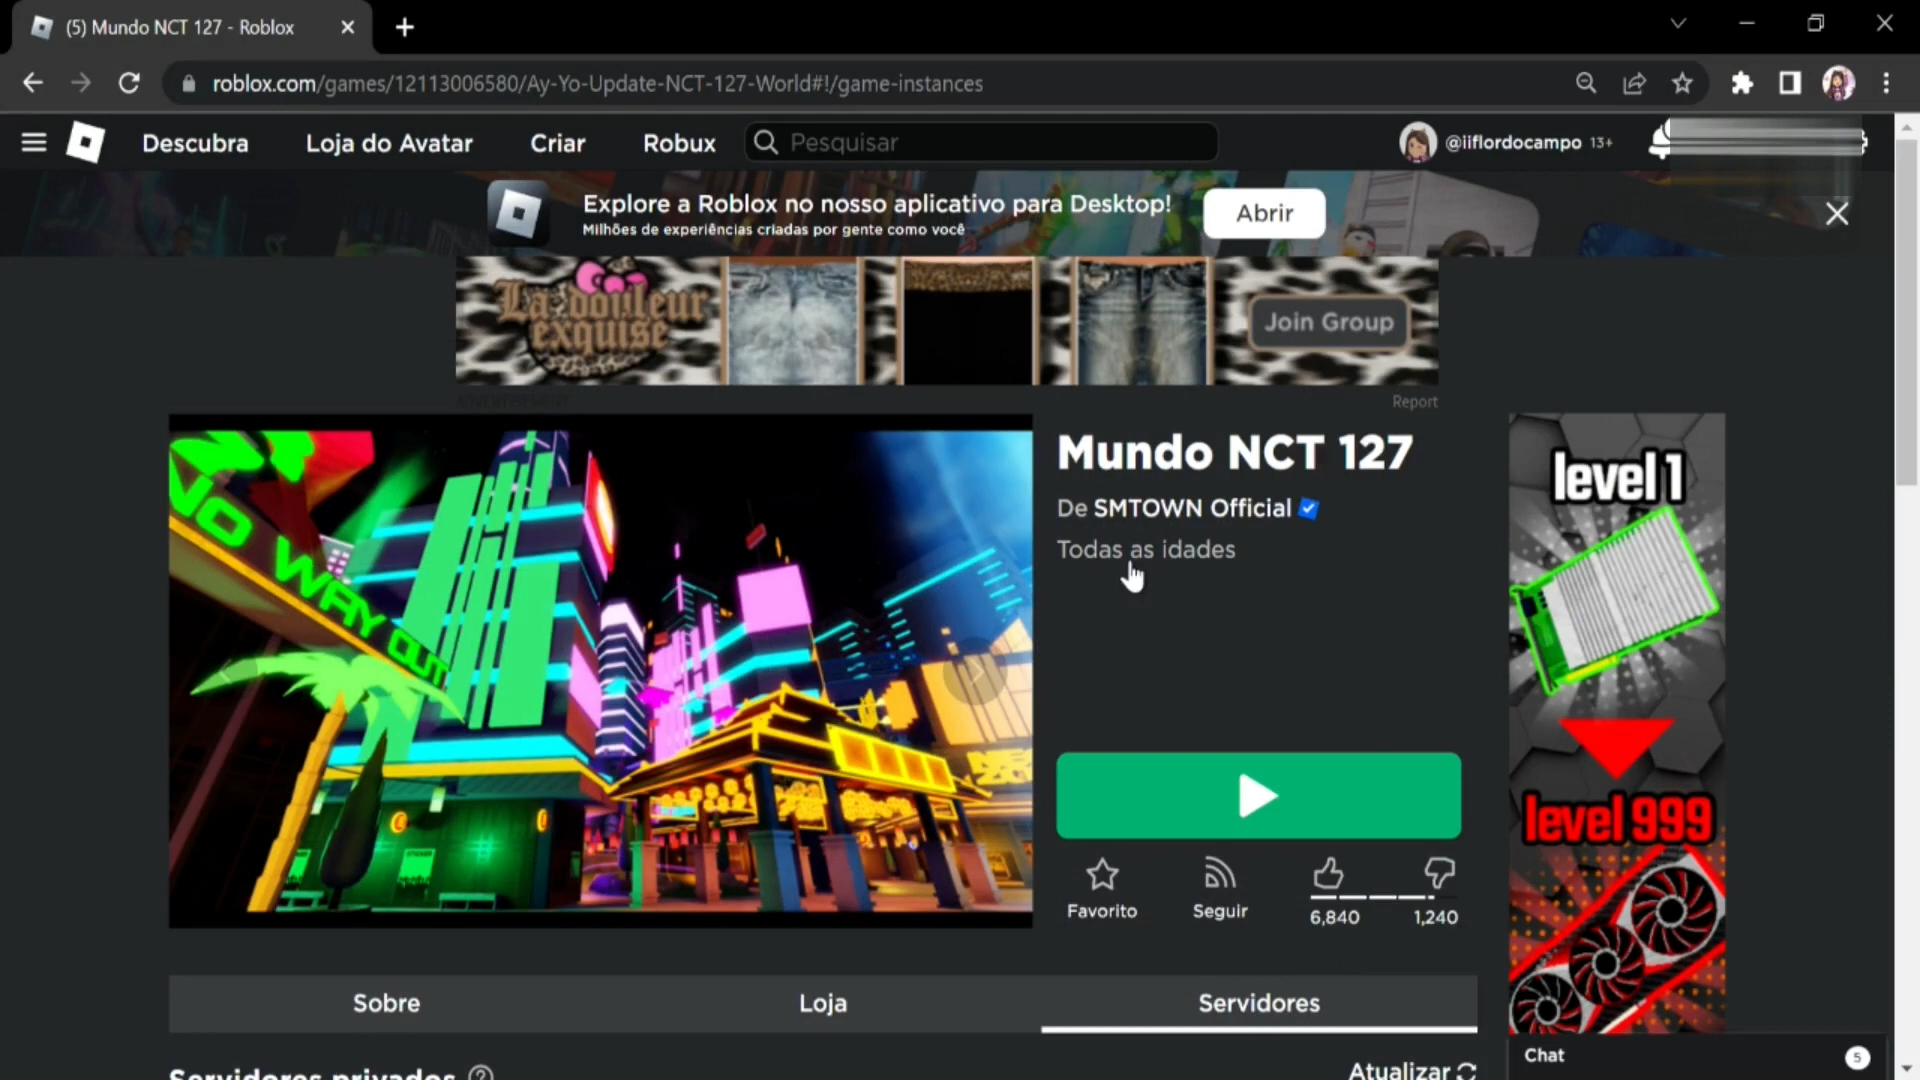 (5) Mundo NCT 127 - Roblox
roblox.com/games/12113006580/Ay-Yo-Update-NCT-127-World#!/game-instances
Descubra Loja do Avatar Criar Robux Pesquisar @iiflordocampo 13+
Explore a Roblox no nosso aplicativo para Desktop!
Milhões de experiências criadas por gente como você
Abrir
La douleur
exquise
Join Group
ADVERTISEMENT Report
NO WAY OUT
Mundo NCT 127
De SMTOWN Official
Todas as idades
level 1
level 999
Favorito Seguir 6,840 1,240
Sobre Loja Servidores
Servidores privados Atualizar
Chat 5